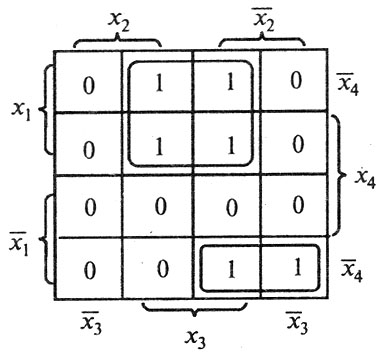 x₂ x̅₂
0 1 1 0 x̅₄
x₁
0 1 1 0
x₄
0 0 0 0
x̅₁
0 0 1 1 x̅₄
x̅₃ x₃ x̅₃